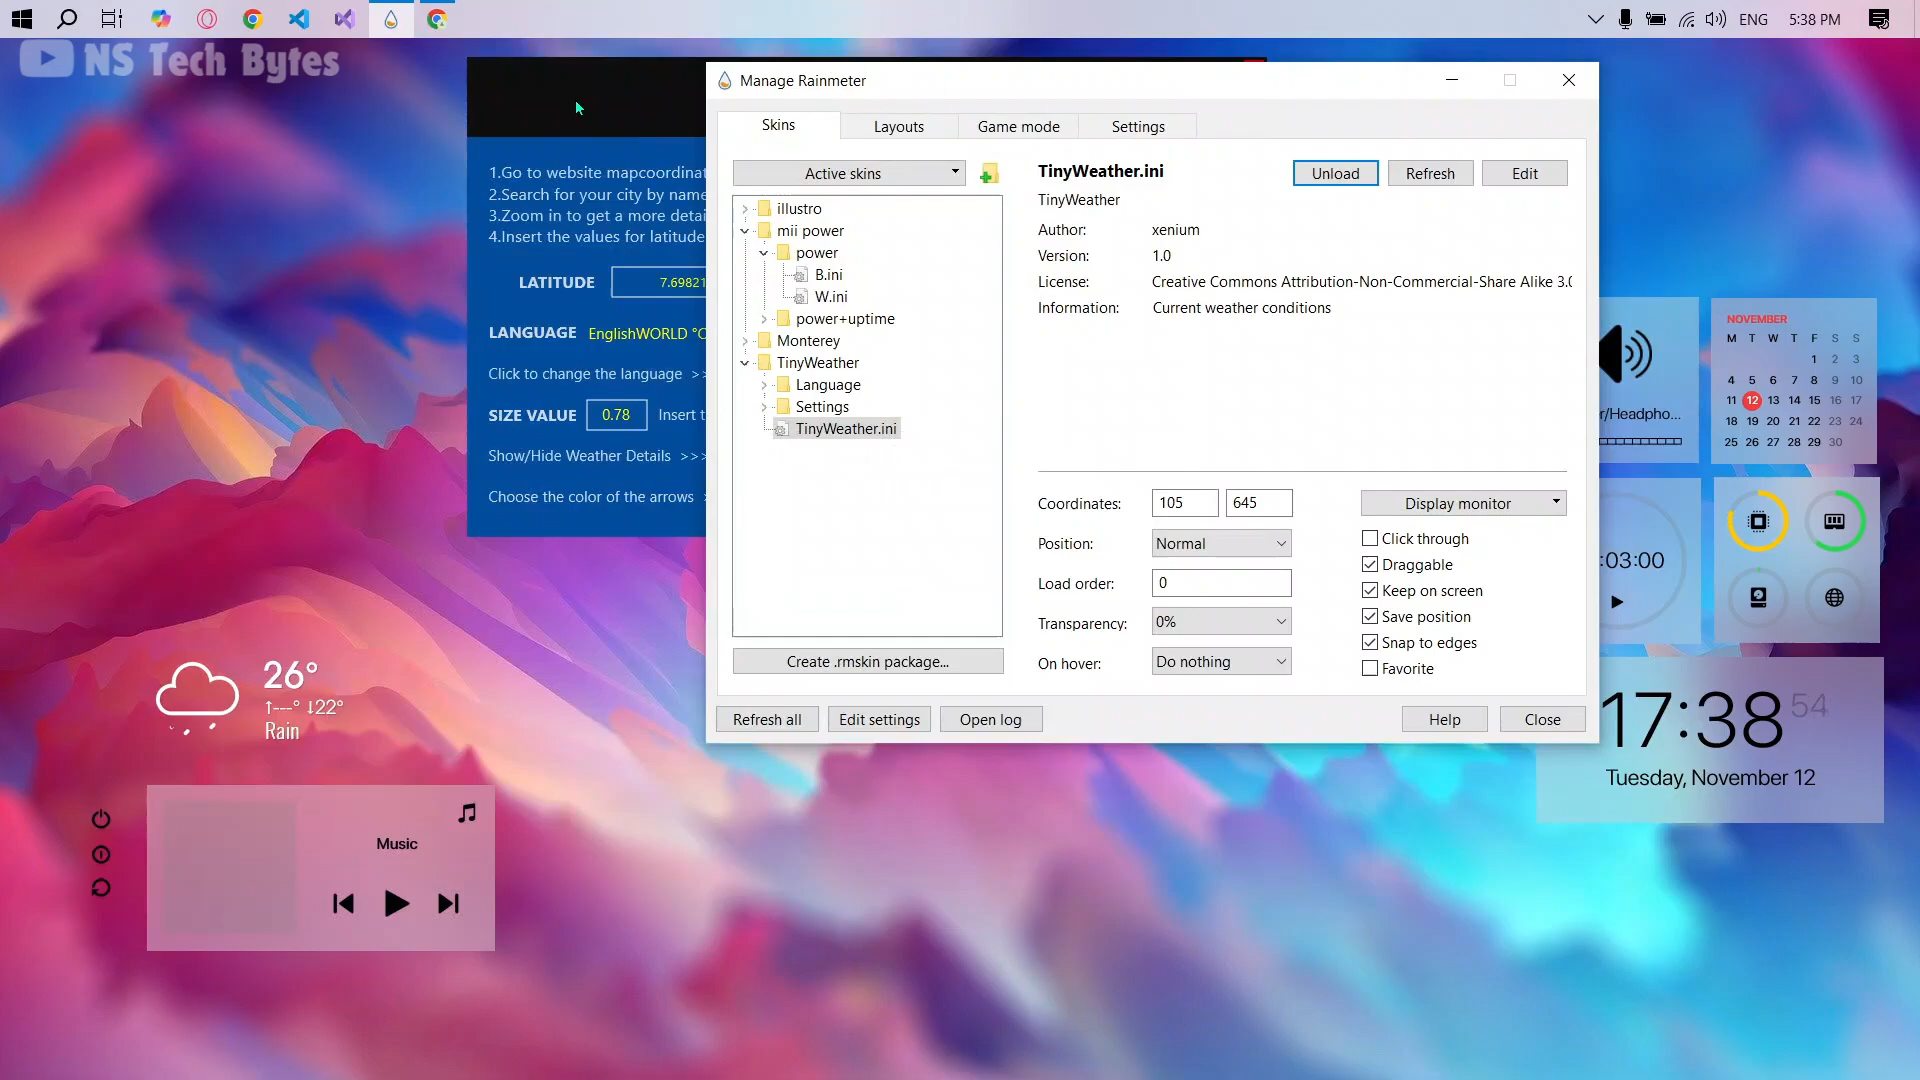 ENG
5:38 PM
NS Tech Bytes
Manage Rainmeter
Skins
Layouts
Game mode
Settings
Active skins
illustro
mii power
power
B.ini
W.ini
power+uptime
Monterey
TinyWeather
Language
Settings
TinyWeather.ini
Create .rmskin package...
TinyWeather.ini
Unload
Refresh
Edit
TinyWeather
Author: xenium
Version: 1.0
License: Creative Commons Attribution-Non-Commercial-Share Alike 3.0
Information: Current weather conditions
Coordinates: 105 645
Display monitor
Position: Normal
Load order: 0
Transparency: 0%
On hover: Do nothing
Click through
Draggable
Keep on screen
Save position
Snap to edges
Favorite
Refresh all
Edit settings
Open log
Help
Close
1.Go to website mapcoordinat
2.Search for your city by name
3.Zoom in to get a more detai
4.Insert the values for latitude
LATITUDE 7.69821
LANGUAGE EnglishWORLD °C
Click to change the language >>
SIZE VALUE 0.78 Insert t
Show/Hide Weather Details >>>
Choose the color of the arrows >
26°
↑---° ↓22°
Rain
Music
r/Headpho...
NOVEMBER
M T W T F S S
1 2 3
4 5 6 7 8 9 10
11 12 13 14 15 16 17
18 19 20 21 22 23 24
25 26 27 28 29 30
:03:00
17:38 54
Tuesday, November 12